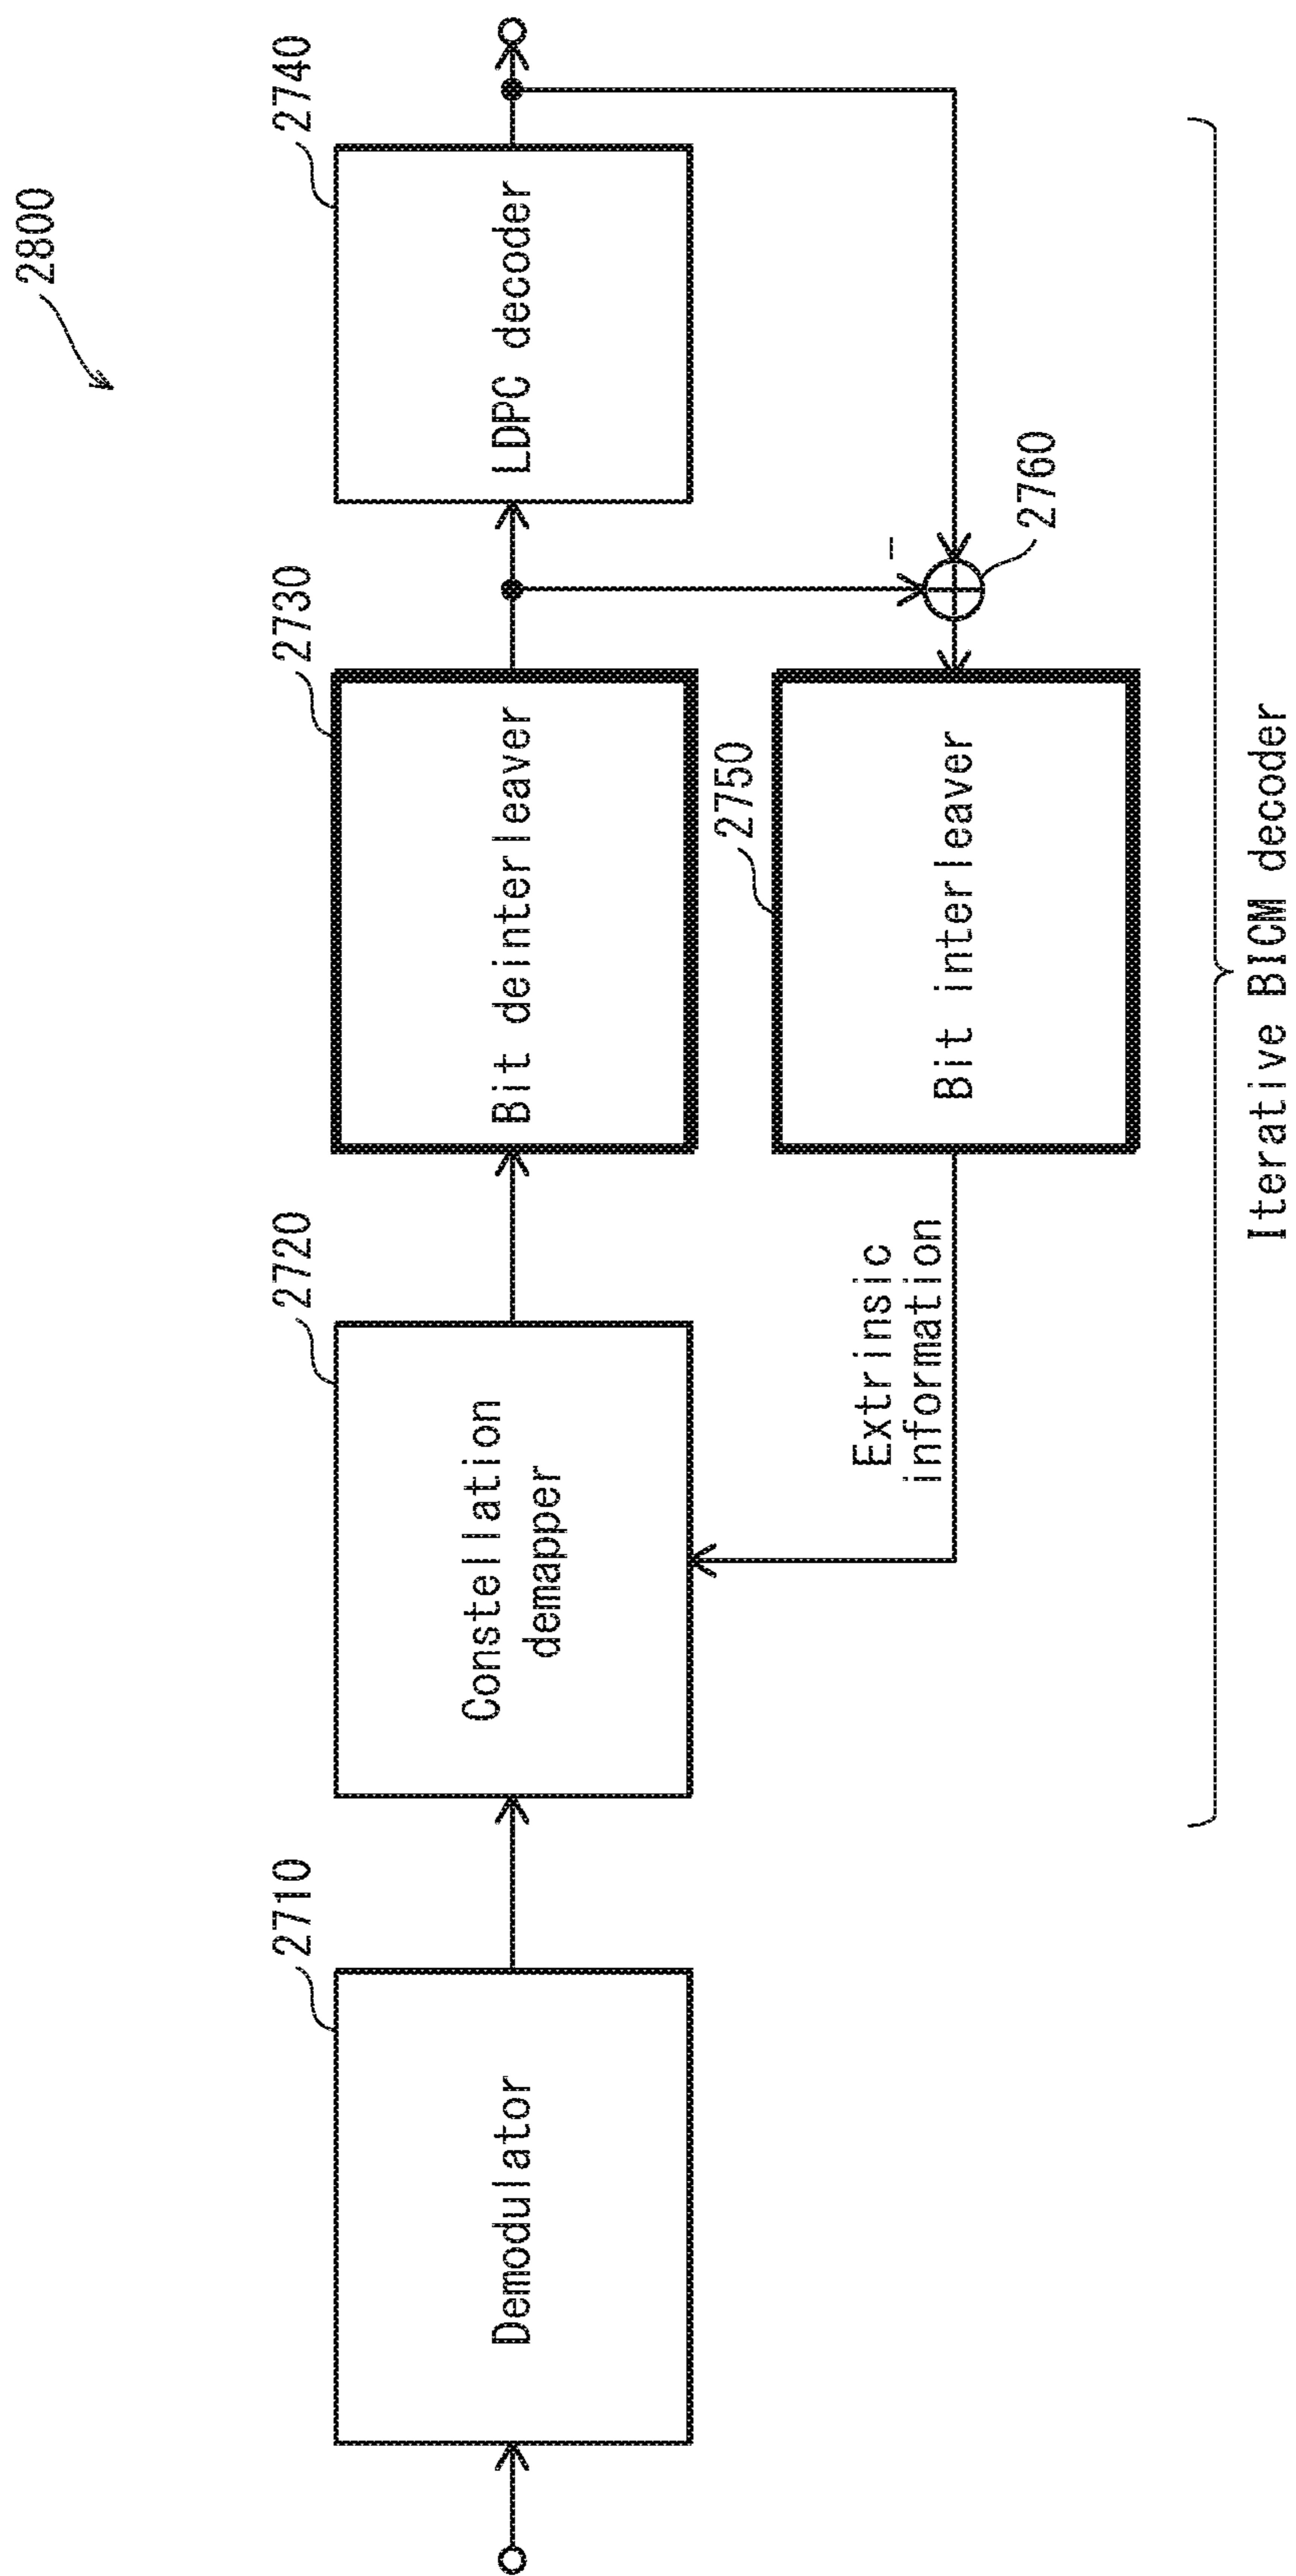 2800
2710
2720
2730
2740
Demodulator
Constellation
demapper
Bit deinterleaver
LDPC decoder
-
2750
2760
Extrinsic
information
Bit interleaver
Iterative BICM decoder